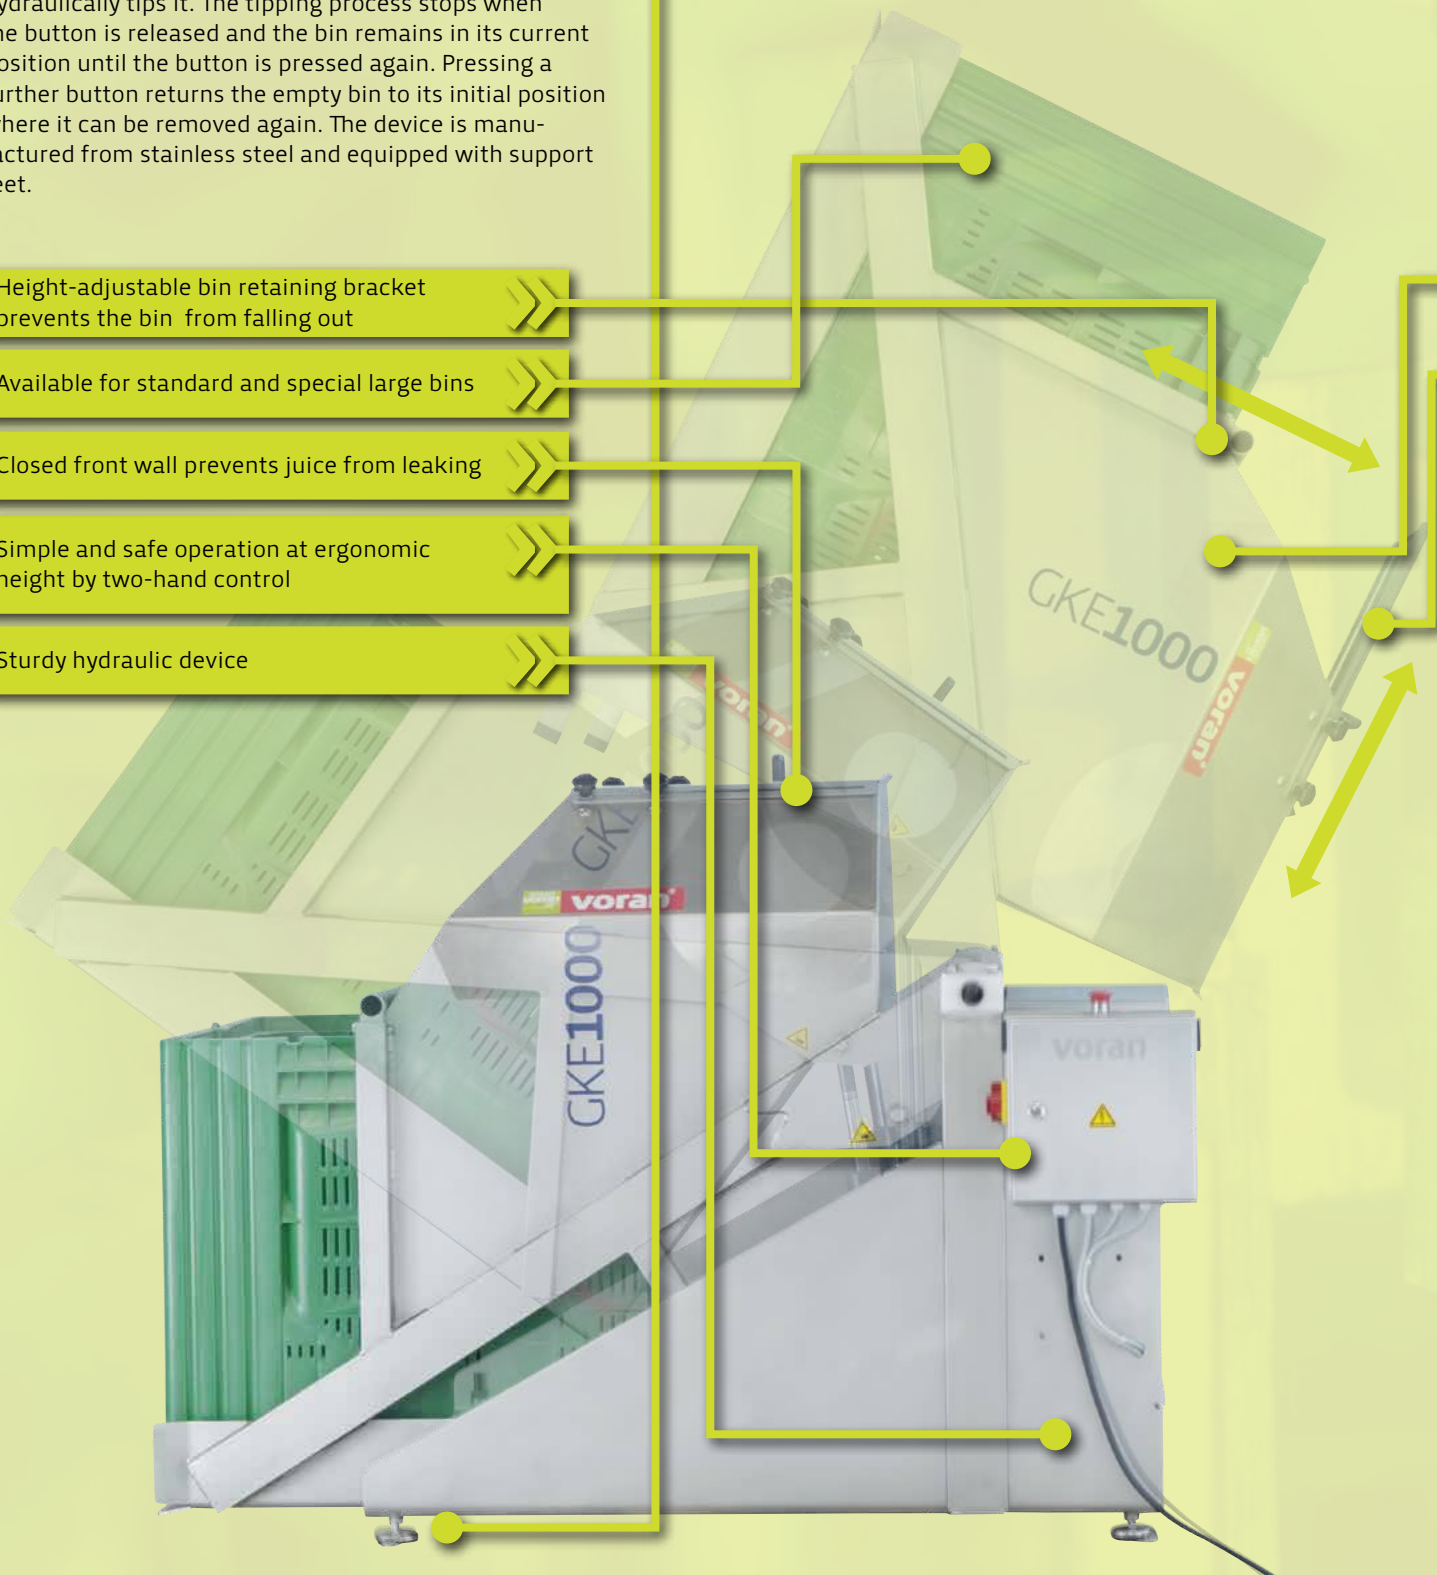 ydraulically tips it. The tipping process stops when
he button is released and the bin remains in its current
osition until the button is pressed again. Pressing a
urther button returns the empty bin to its initial position
where it can be removed again. The device is manu-
actured from stainless steel and equipped with support
eet.
Height-adjustable bin retaining bracket
prevents the bin from falling out
Available for standard and special large bins
Closed front wall prevents juice from leaking
Simple and safe operation at ergonomic
height by two-hand control
Sturdy hydraulic device
GKE1000
voran
voran
GKE
voran
GKE1000
voran